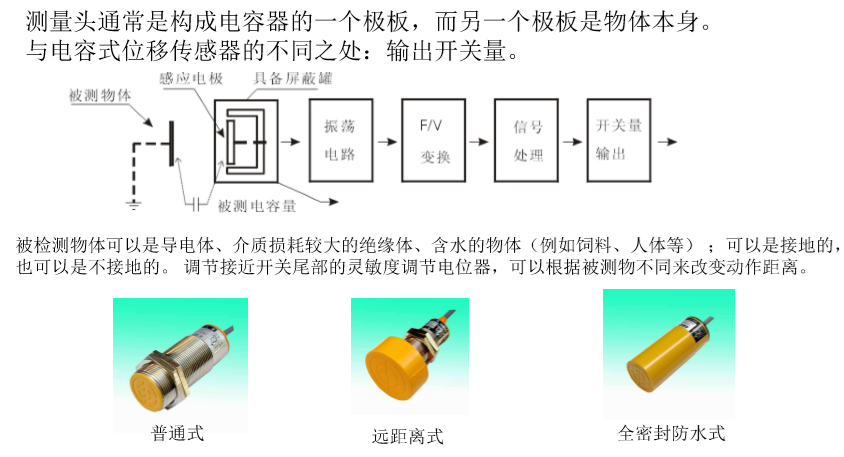 测量头通常是构成电容器的一个极板，而另一个极板是物体本身。
与电容式位移传感器的不同之处：输出开关量。
感应电极
具备屏蔽罐
被测物体
振荡
电路
F/V
变换
信号
处理
开关量
输出
被测电容量
被检测物体可以是导电体、介质损耗较大的绝缘体、含水的物体（例如饲料、人体等）；可以是接地的，
也可以是不接地的。 调节接近开关尾部的灵敏度调节电位器，可以根据被测物不同来改变动作距离。
普通式
远距离式
全密封防水式